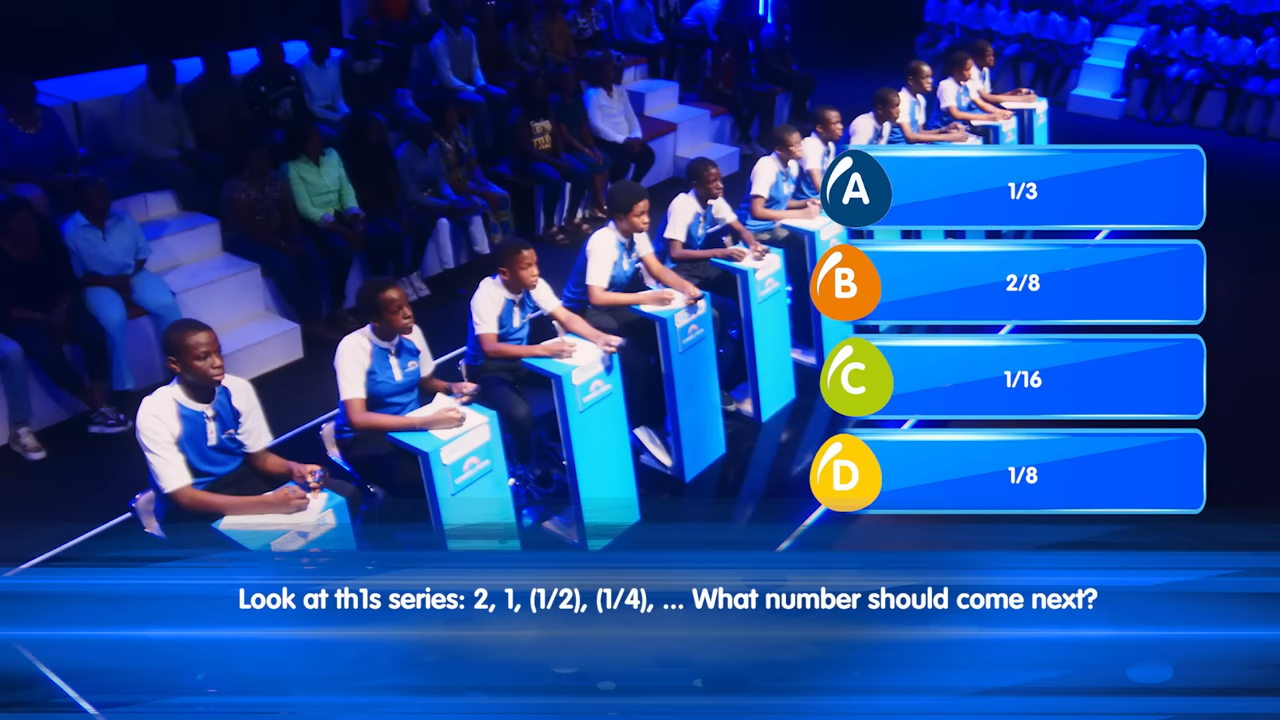 A
1/3
B
2/8
C
1/16
D
1/8
Look at th1s series: 2, 1, (1/2), (1/4), ... What number should come next?